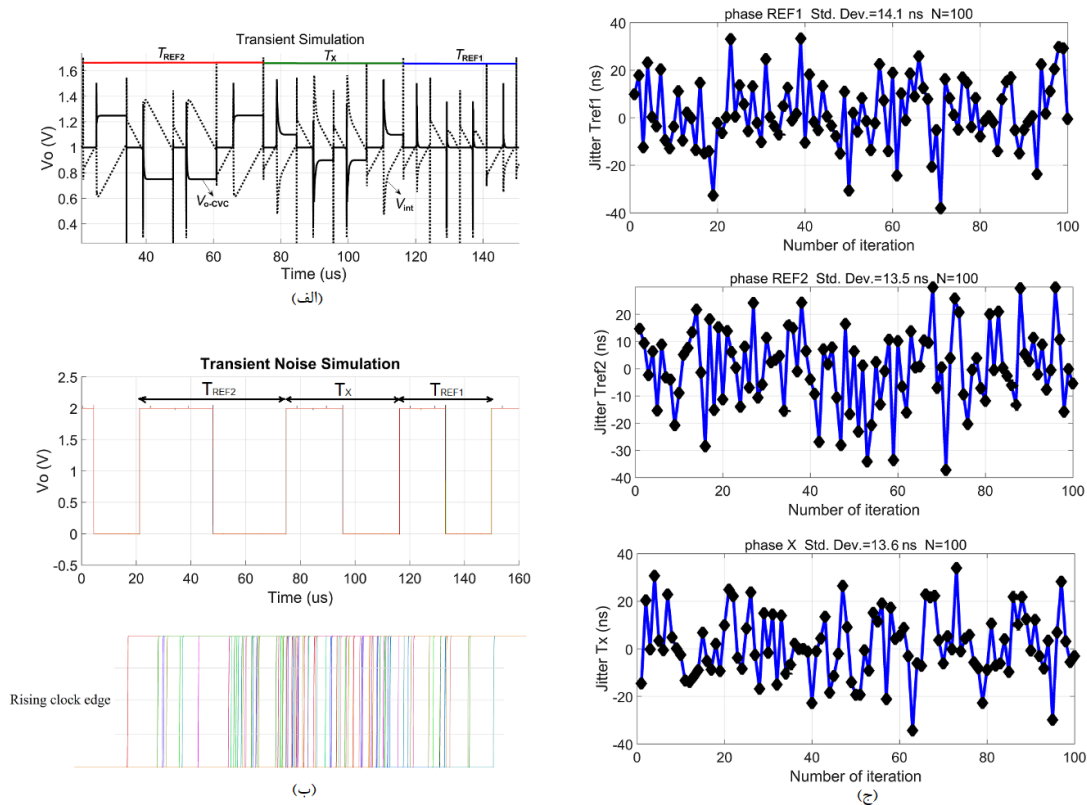 Transient Simulation
TREF2
TX
TREF1
1.6
1.4
1.2
1
0.8
0.6
0.4
Vo (V)
Vo-CVC
Vint
40 60 80 100 120 140
Time (us)
(الف)
Transient Noise Simulation
TREF2
TX
TREF1
2.5
2
1.5
1
0.5
0
-0.5
Vo (V)
0 20 40 60 80 100 120 140 160
Time (us)
Rising clock edge
(ب)
phase REF1 Std. Dev.=14.1 ns N=100
40
20
0
-20
-40
Jitter Tref1 (ns)
0 20 40 60 80 100
Number of iteration
phase REF2 Std. Dev.=13.5 ns N=100
30
20
10
0
-10
-20
-30
-40
Jitter Tref2 (ns)
0 20 40 60 80 100
Number of iteration
phase X Std. Dev.=13.6 ns N=100
40
20
0
-20
-40
Jitter Tx (ns)
0 20 40 60 80 100
Number of iteration
(ج)